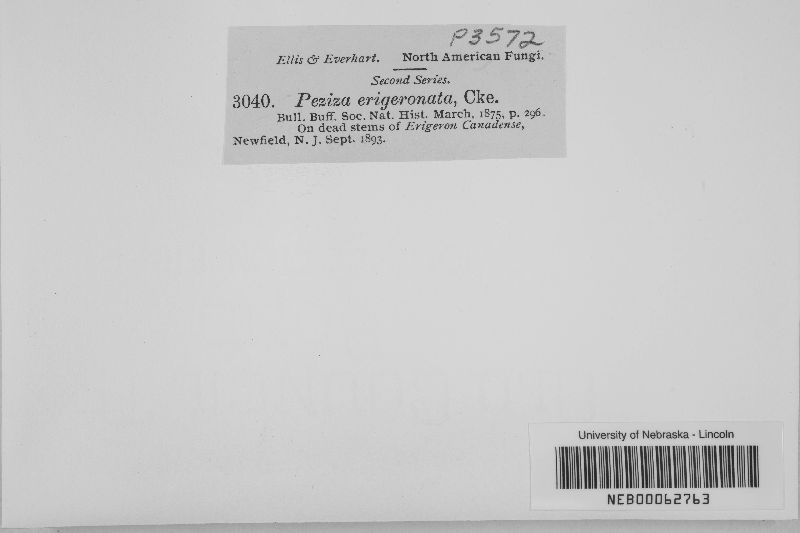 P3572
Ellis & Everhart. North American Fungi.
Second Series.
3040. Peziza erigeronata, Cke.
Bull. Buff. Soc. Nat. Hist. March, 1875, p. 296.
On dead stems of Erigeron Canadense,
Newfield, N. J. Sept. 1893.
University of Nebraska - Lincoln
NEB00062763